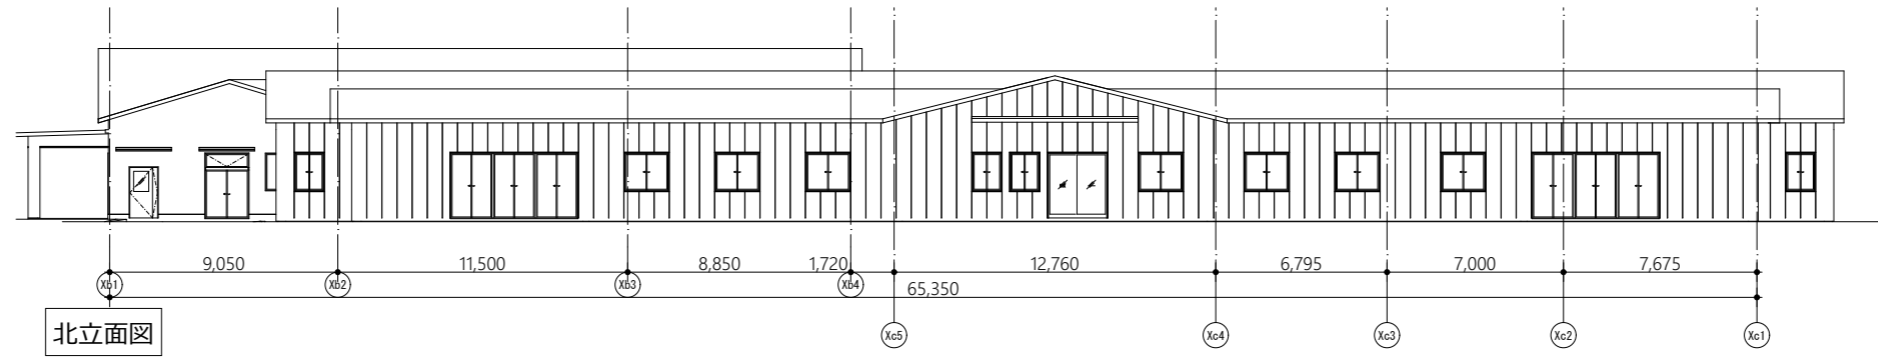 9,050 11,500 8,850 1,720 12,760 6,795 7,000 7,675
Xb1 Xb2 Xb3 Xb4
65,350
北立面図
Xc5 Xc4 Xc3 Xc2 Xc1